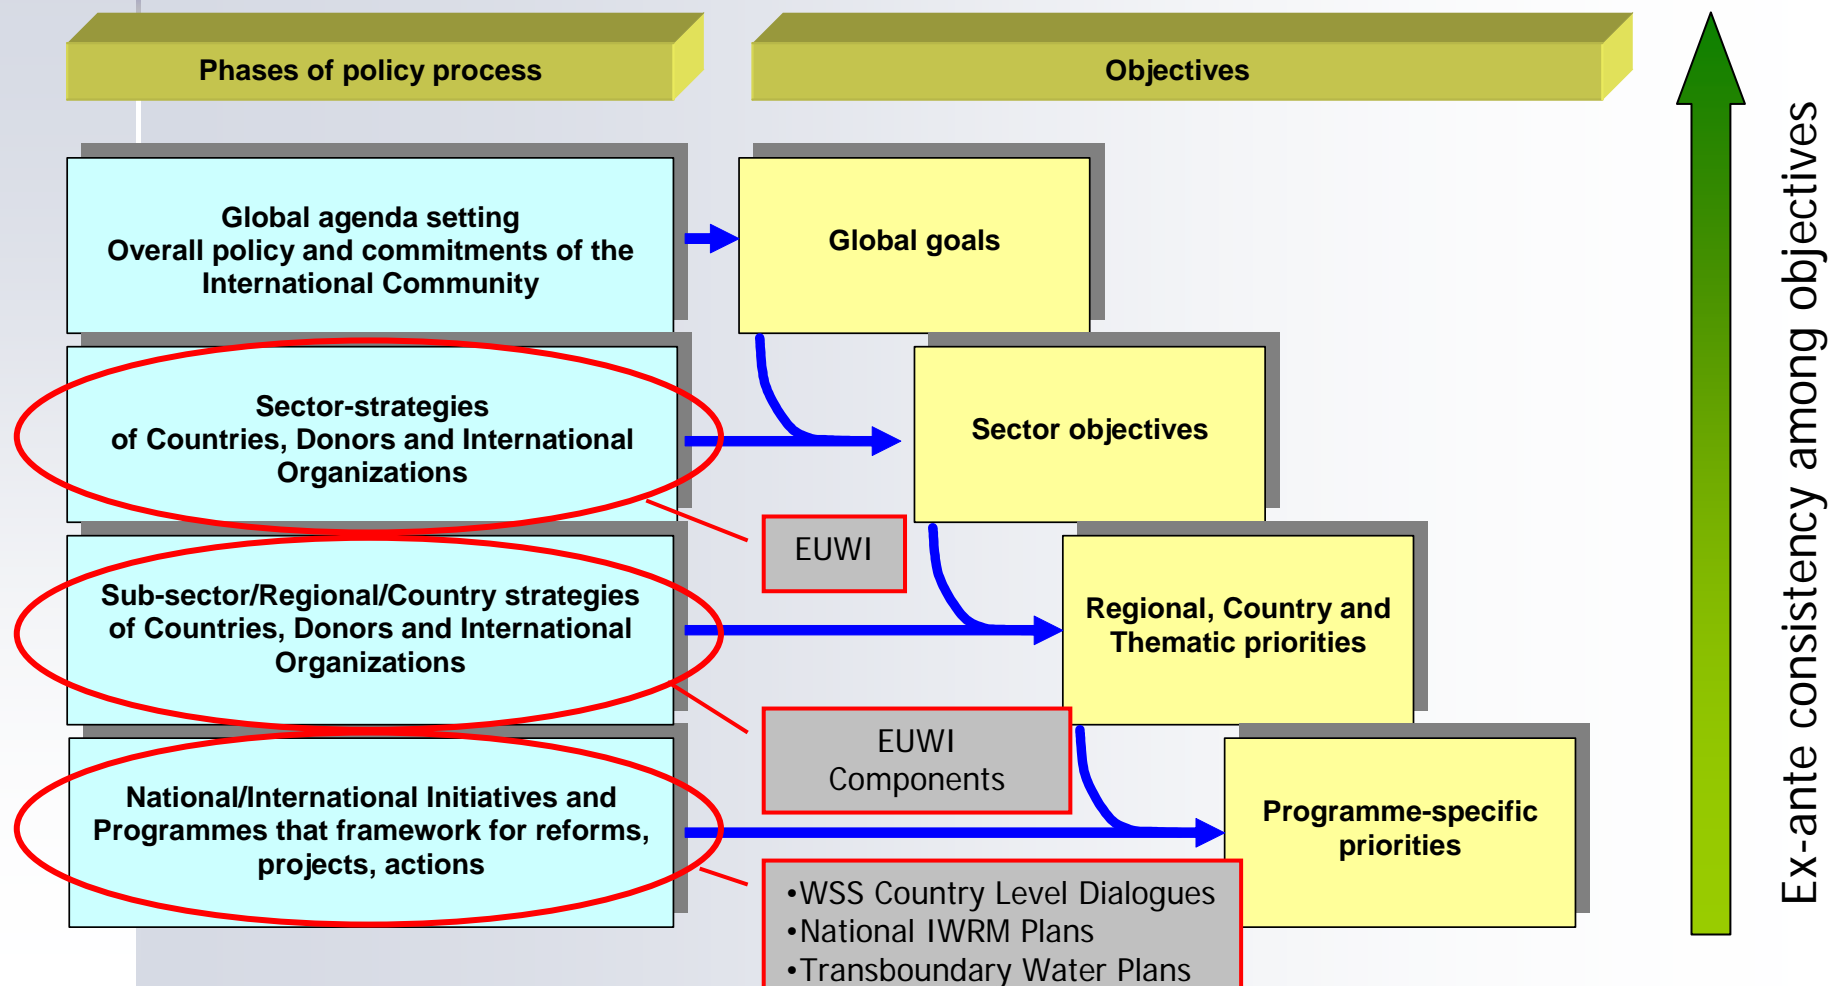 Phases of policy process
Objectives
Global agenda setting
Overall policy and commitments of the
International Community
Global goals
Sector-strategies
of Countries, Donors and International
Organizations
Sector objectives
EUWI
Sub-sector/Regional/Country strategies
of Countries, Donors and International
Organizations
Regional, Country and
Thematic priorities
EUWI
Components
National/International Initiatives and
Programmes that framework for reforms,
projects, actions
Programme-specific
priorities
•WSS Country Level Dialogues
•National IWRM Plans
•Transboundary Water Plans
Ex-ante consistency among objectives